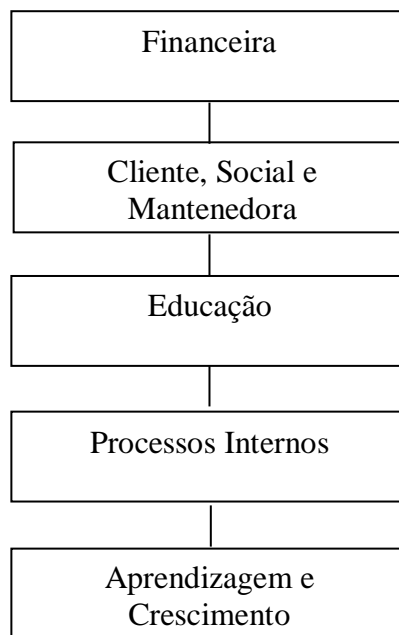 Financeira
Cliente, Social e
Mantenedora
Educação
Processos Internos
Aprendizagem e
Crescimento